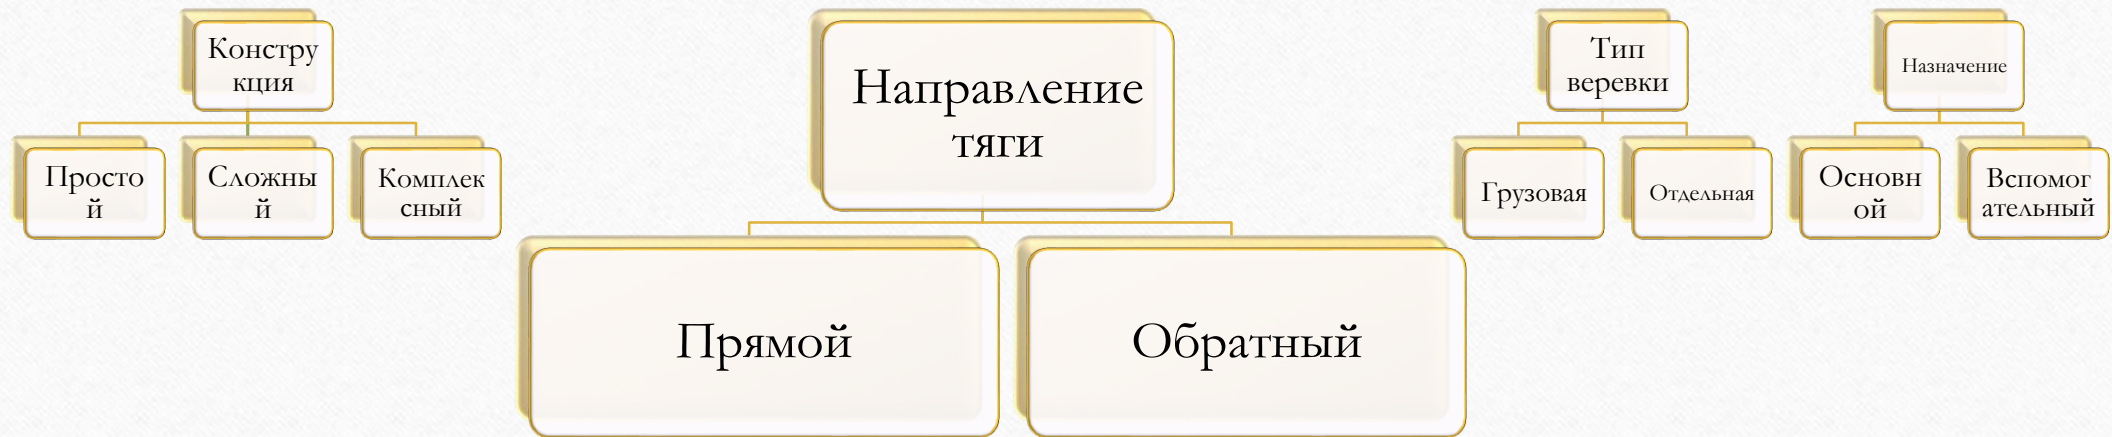 Констру
кция
Просто
й
Сложны
й
Комплек
сный
Направление
тяги
Прямой
Обратный
Тип
веревки
Грузовая
Отдельная
Назначение
Основн
ой
Вспомог
ательный